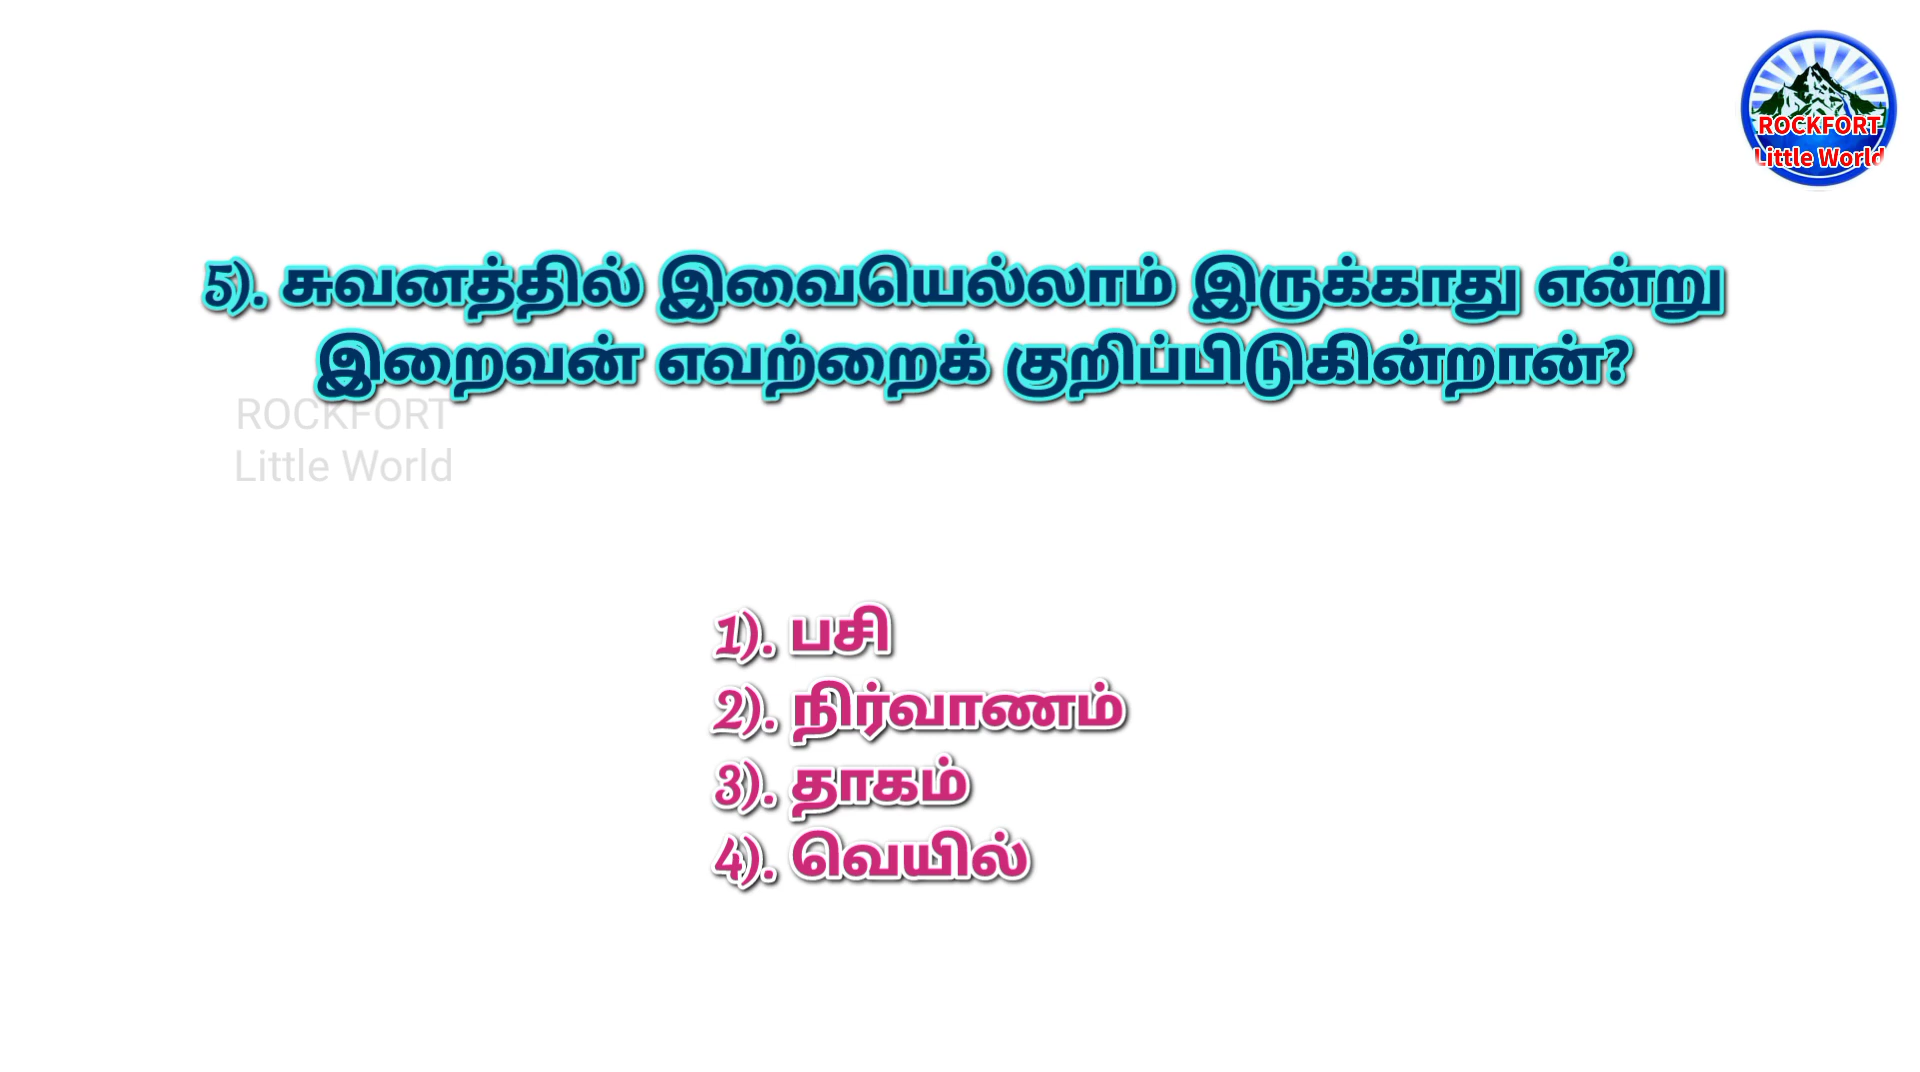 ROCKFORT
Little World
5). சுவனத்தில் இவையெல்லாம் இருக்காது என்று
இறைவன் எவற்றைக் குறிப்பிடுகின்றான்?
ROCKFORT
Little World
1). பசி
2). நிர்வாணம்
3). தாகம்
4). வெயில்